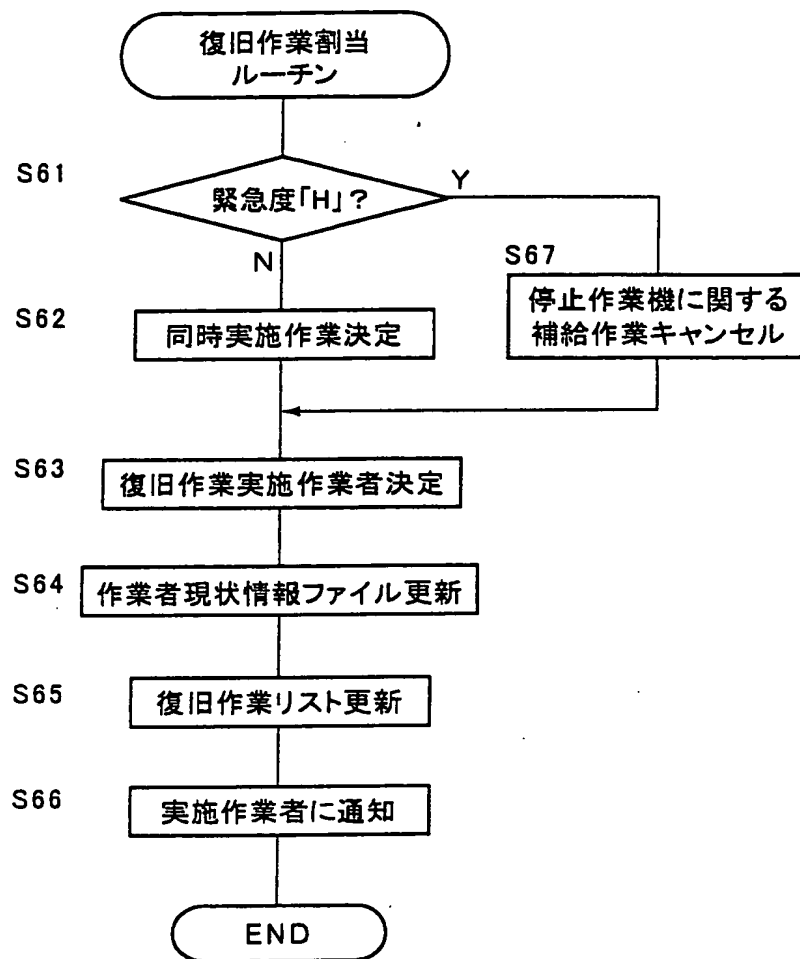 復旧作業割当
ルーチン
S61
緊急度「H」?
Y
N
S67
停止作業機に関する
補給作業キャンセル
S62
同時実施作業決定
S63
復旧作業実施作業者決定
S64
作業者現状情報ファイル更新
S65
復旧作業リスト更新
S66
実施作業者に通知
END